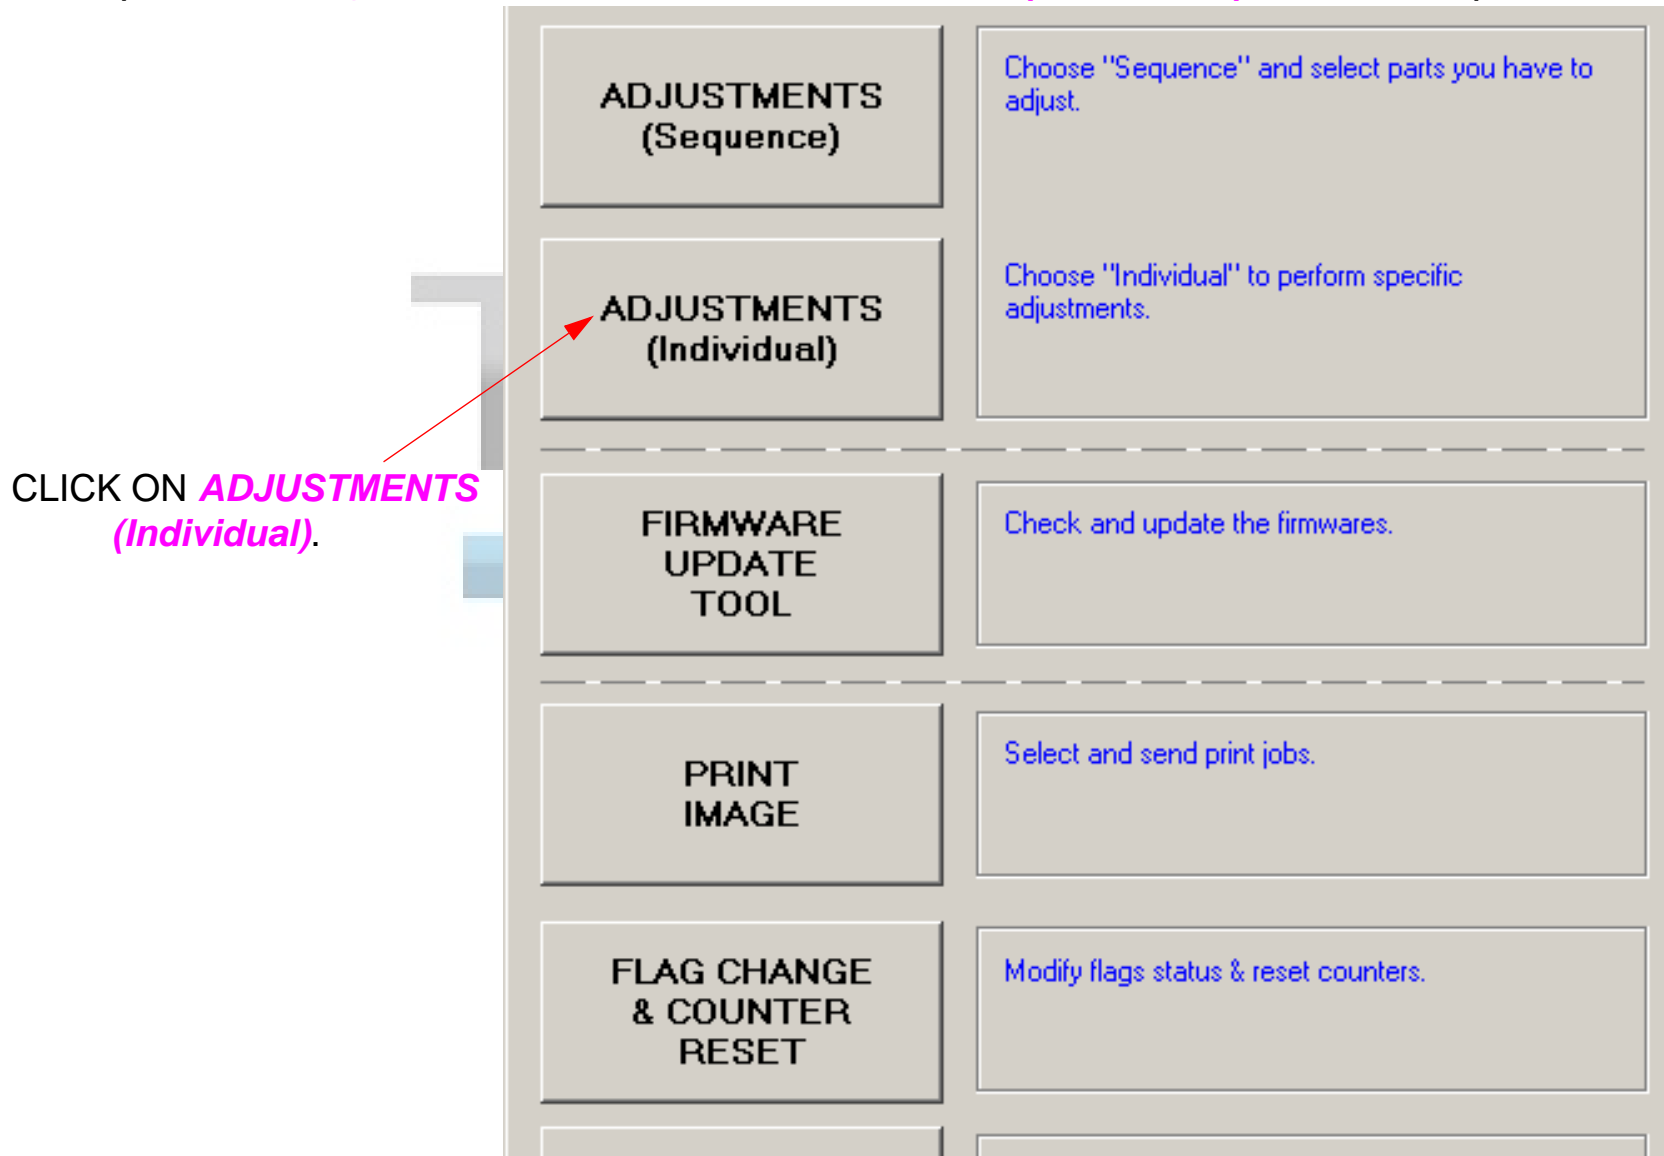 ADJUSTMENTS
(Sequence)
Choose "Sequence" and select parts you have to
adjust.
ADJUSTMENTS
(Individual)
Choose "Individual" to perform specific
adjustments.
CLICK ON ADJUSTMENTS
(Individual).
FIRMWARE
UPDATE
TOOL
Check and update the firmwares.
PRINT
IMAGE
Select and send print jobs.
FLAG CHANGE
& COUNTER
RESET
Modify flags status & reset counters.